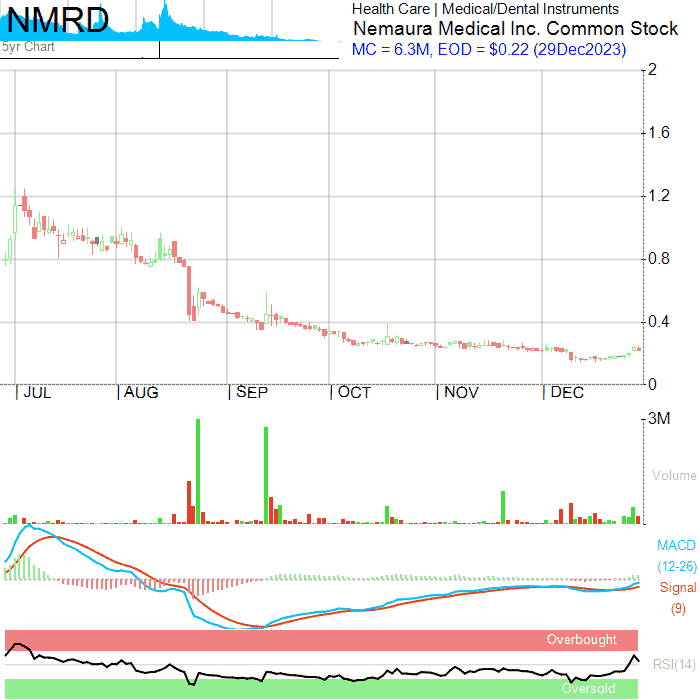 NMRD
5yr Chart
Health Care | Medical/Dental Instruments
Nemaura Medical Inc. Common Stock
MC = 6.3M, EOD = $0.22 (29Dec2023)
2
1.6
1.2
0.8
0.4
0
| JUL | AUG | SEP | OCT | NOV | DEC
3M
Volume
MACD
(12-26)
Signal
(9)
Overbought
RSI(14)
Oversold